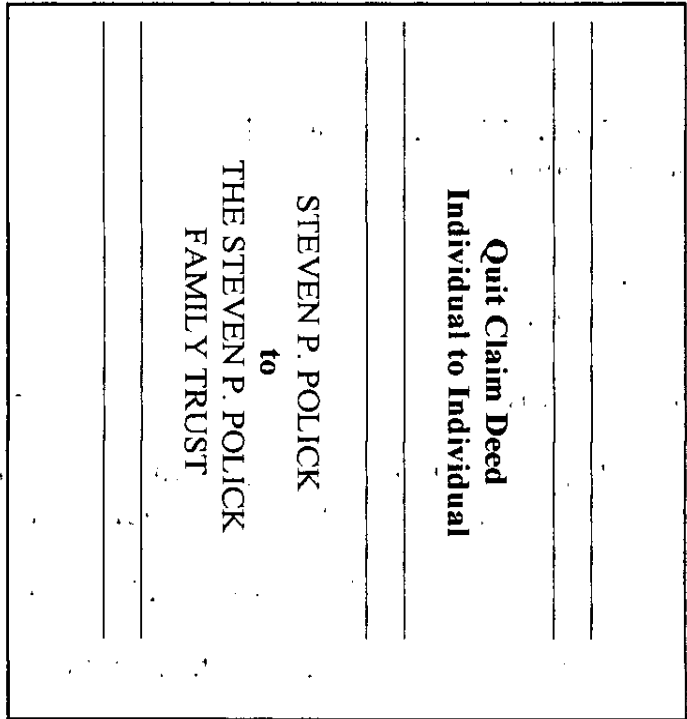 Quit Claim Deed
Individual to Individual
STEVEN P. POLICK
to
THE STEVEN P. POLICK
FAMILY TRUST